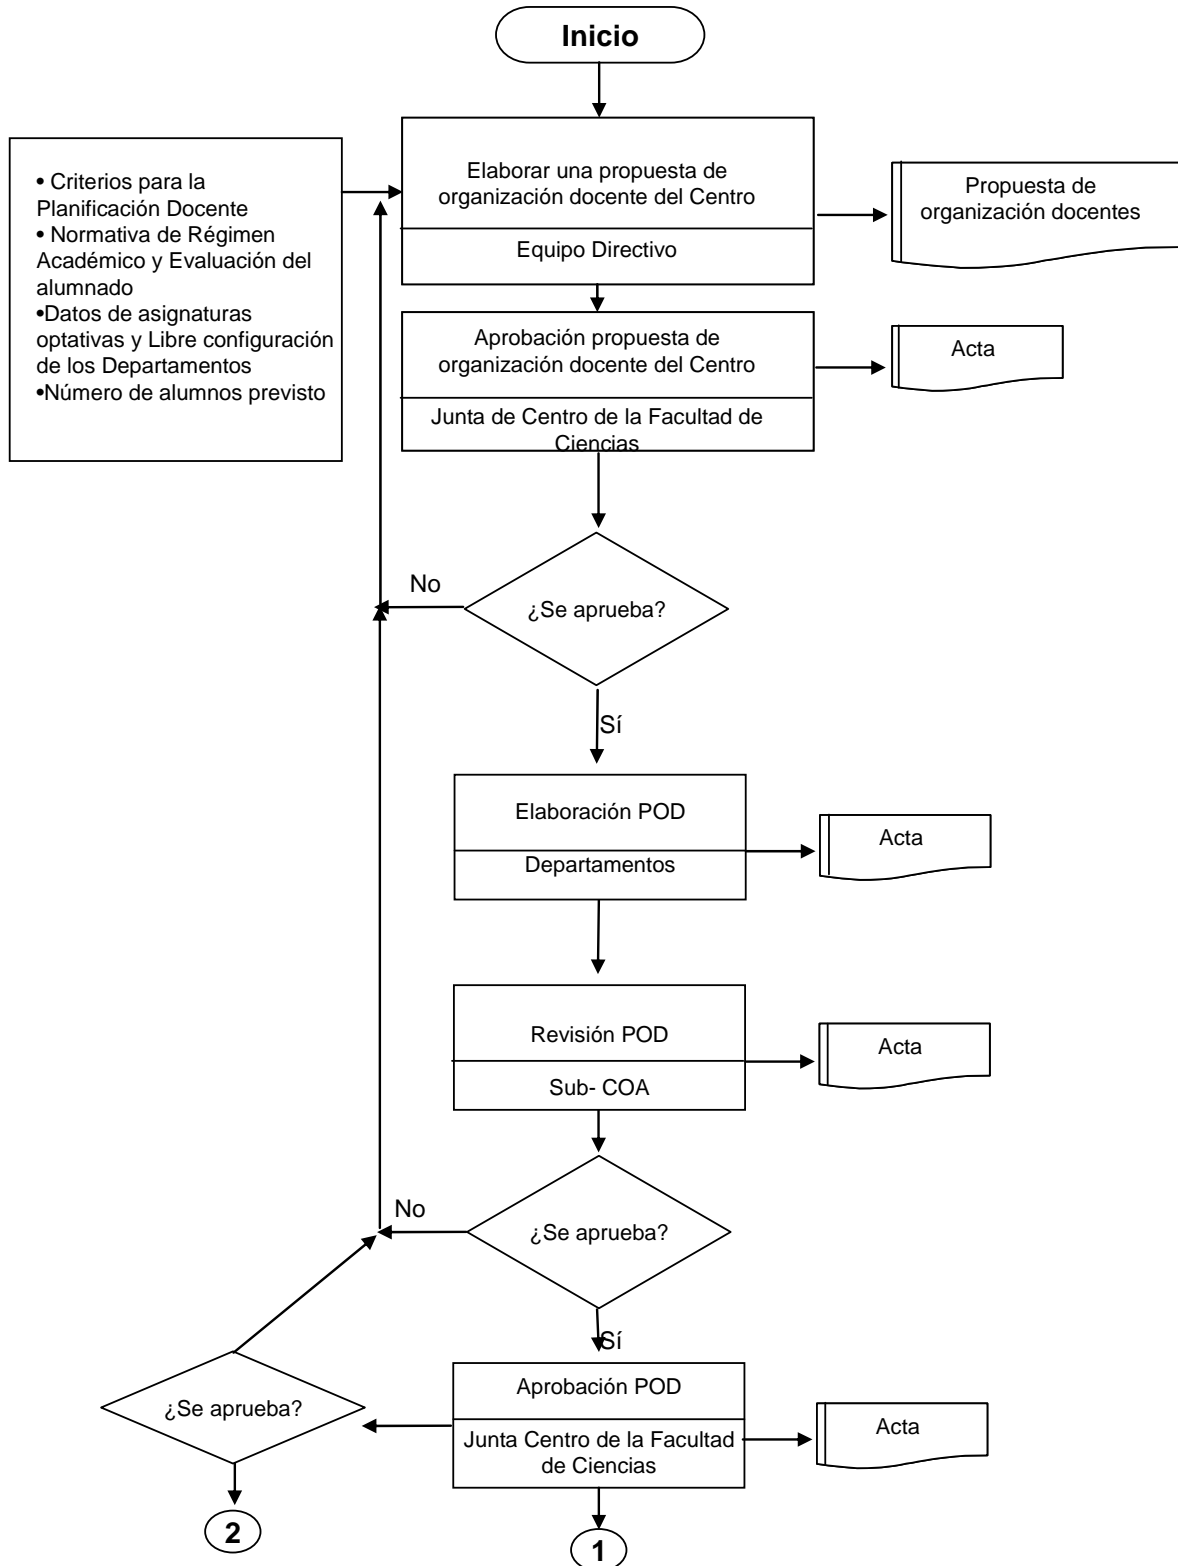 Inicio
• Criterios para la
Planificación Docente
• Normativa de Régimen
Académico y Evaluación del
alumnado
•Datos de asignaturas
optativas y Libre configuración
de los Departamentos
•Número de alumnos previsto
Elaborar una propuesta de
organización docente del Centro
Equipo Directivo
Propuesta de
organización docentes
Aprobación propuesta de
organización docente del Centro
Junta de Centro de la Facultad de
Ciencias
Acta
No
¿Se aprueba?
Sí
Elaboración POD
Departamentos
Acta
Revisión POD
Sub- COA
Acta
No
¿Se aprueba?
Sí
Aprobación POD
Junta Centro de la Facultad
de Ciencias
Acta
¿Se aprueba?
2
1